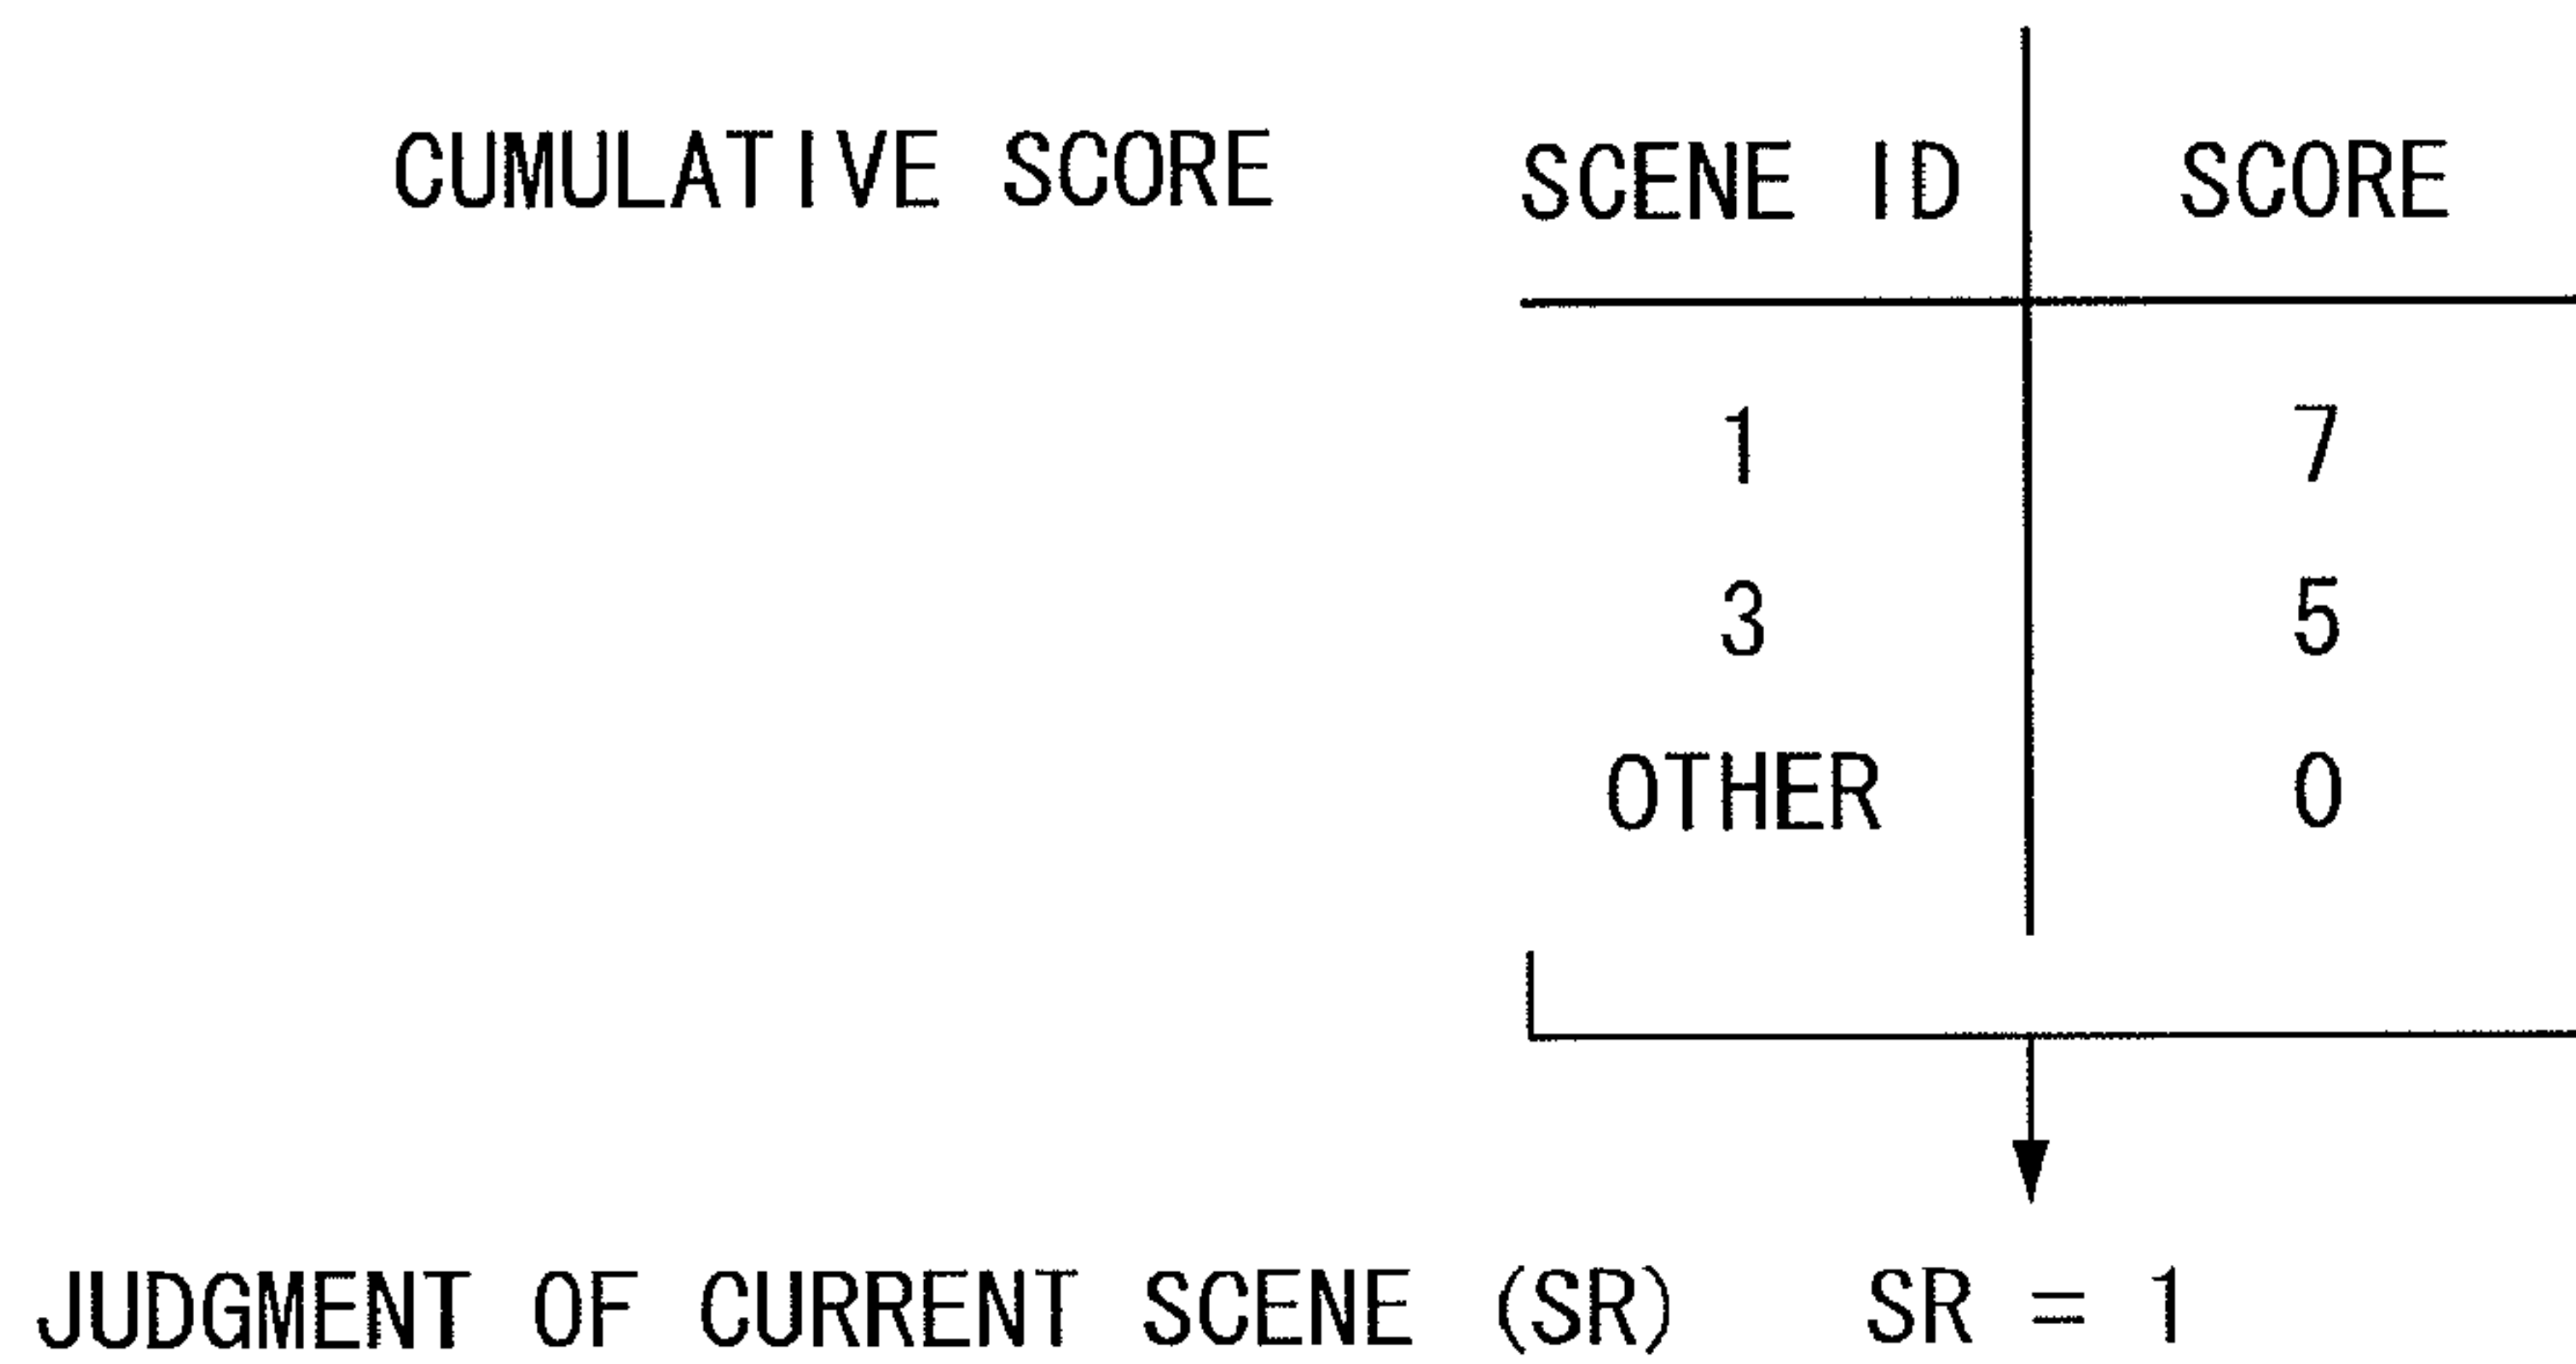 CUMULATIVE SCORE SCENE ID SCORE
1 7
3 5
OTHER 0
JUDGMENT OF CURRENT SCENE (SR) SR = 1